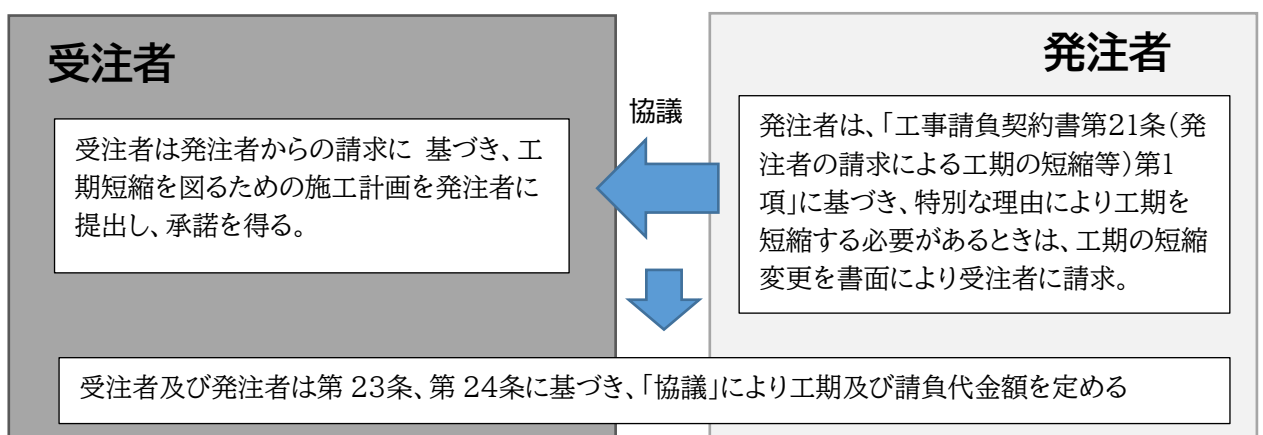 受注者
受注者は発注者からの請求に 基づき、工
期短縮を図るための施工計画を発注者に
提出し、承諾を得る。
協議
発注者
発注者は、「工事請負契約書第21条(発
注者の請求による工期の短縮等)第1
項」に基づき、特別な理由により工期を
短縮する必要があるときは、工期の短縮
変更を書面により受注者に請求。
受注者及び発注者は第 23条、第 24条に基づき、「協議」により工期及び請負代金額を定める